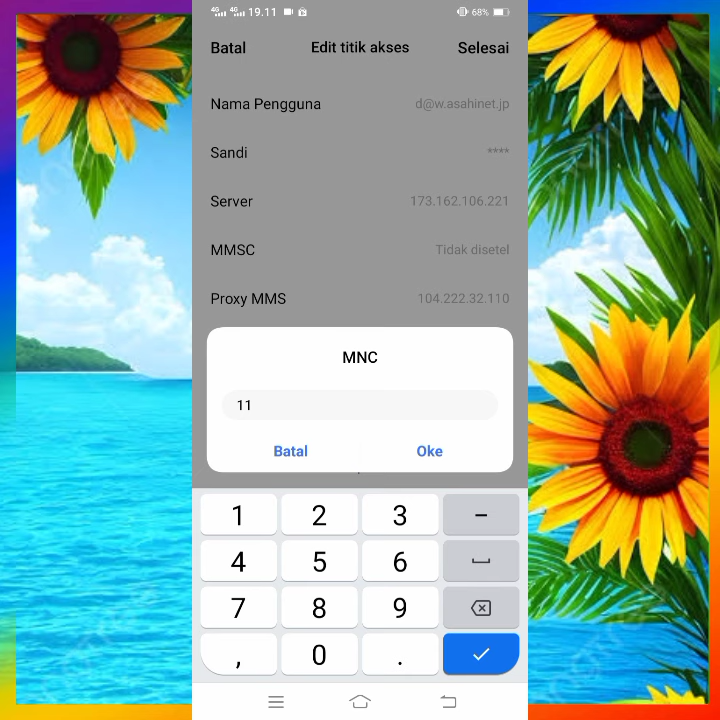 4G 4G 19.11 68%
Batal Edit titik akses Selesai
Nama Pengguna d@w.asahinet.jp
Sandi ****
Server 173.162.106.221
MMSC Tidak disetel
Proxy MMS 104.222.32.110
MNC
11
Batal Oke
1 2 3 –
4 5 6
7 8 9
, 0 .